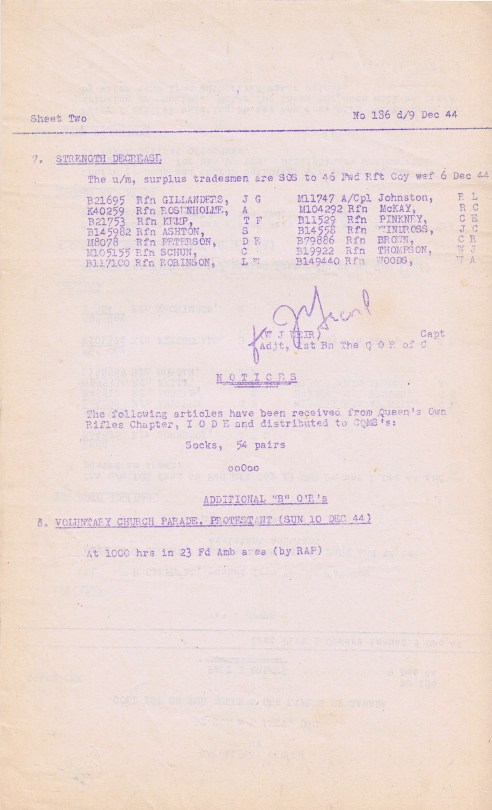 Sheet Two No 186 d/9 Dec 44
7. STRENGTH DECREASE
The u/m, surplus tradesmen are SOS to 46 Fwd Rft Coy wef 6 Dec 44
B21695 Rfn GILLANDERS, J G M11747 A/Cpl Johnston, R L
K40259 Rfn ROSENHOLME, A M104292 Rfn McKAY, R C
B21753 Rfn KEMP, T F B11529 Rfn PINKNEY, C E
B145982 Rfn ASHTON, S B14558 Rfn WINDROSS, J C
M8078 Rfn PETERSON, D E B79886 Rfn BROWN, C R
M105155 Rfn SCHUN, C B19922 Rfn THOMPSON, W J
B117100 Rfn ROBINSON, L E B149440 Rfn WOODS, W A
(W J WEIR) Capt
Adjt, 1st Bn The Q O R of C
N O T I C E S
The following articles have been received from Queen's Own
Rifles Chapter, I O D E and distributed to CQMS's:
Socks, 54 pairs
ooOoo
ADDITIONAL "R" O'R's
8. VOLUNTARY CHURCH PARADE, PROTESTANT (SUN 10 DEC 44)
At 1000 hrs in 23 Fd Amb area (by RAP)